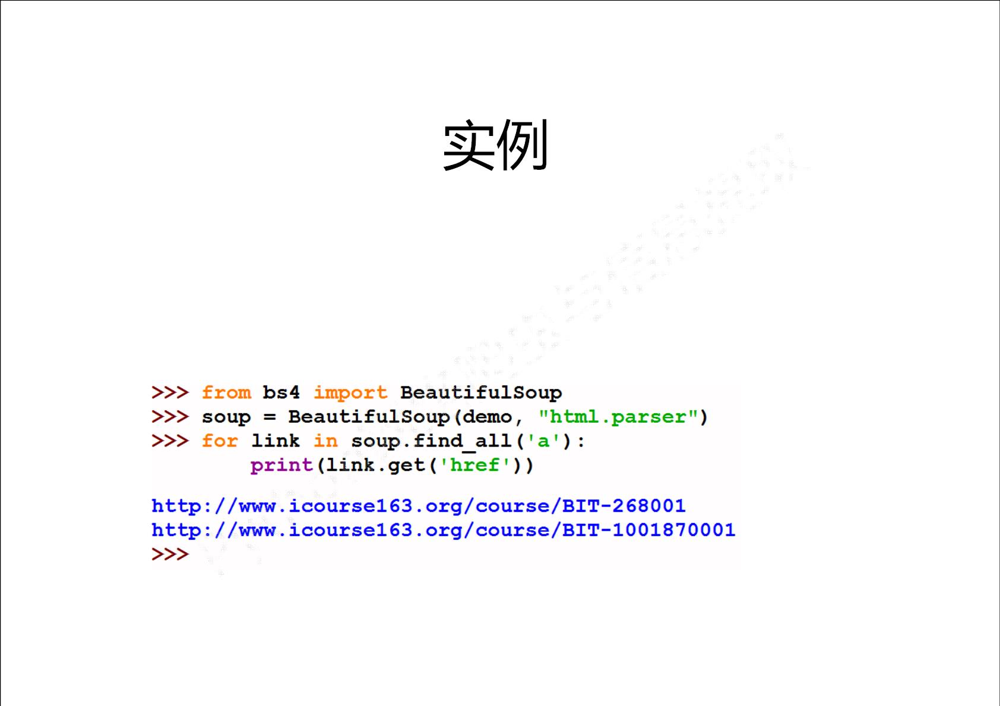 实例
>>> from bs4 import BeautifulSoup
>>> soup = BeautifulSoup(demo, "html.parser")
>>> for link in soup.find_all('a'):
        print(link.get('href'))
http://www.icourse163.org/course/BIT-268001
http://www.icourse163.org/course/BIT-1001870001
>>>